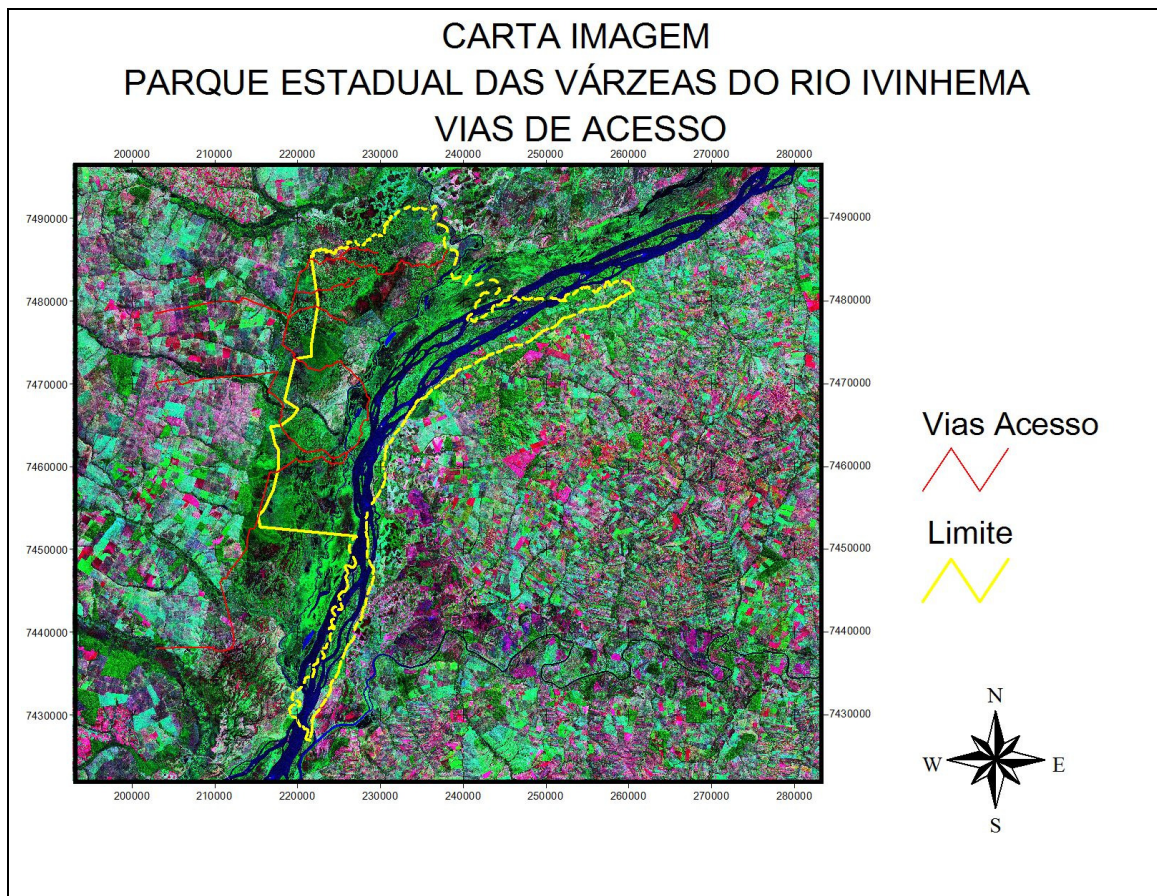 CARTA IMAGEM
PARQUE ESTADUAL DAS VÁRZEAS DO RIO IVINHEMA
VIAS DE ACESSO
200000 210000 220000 230000 240000 250000 260000 270000 280000
7490000 7490000
7480000 7480000
7470000 7470000
7460000 7460000
7450000 7450000
7440000 7440000
7430000 7430000
200000 210000 220000 230000 240000 250000 260000 270000 280000
Vias Acesso
Limite
N
W E
S